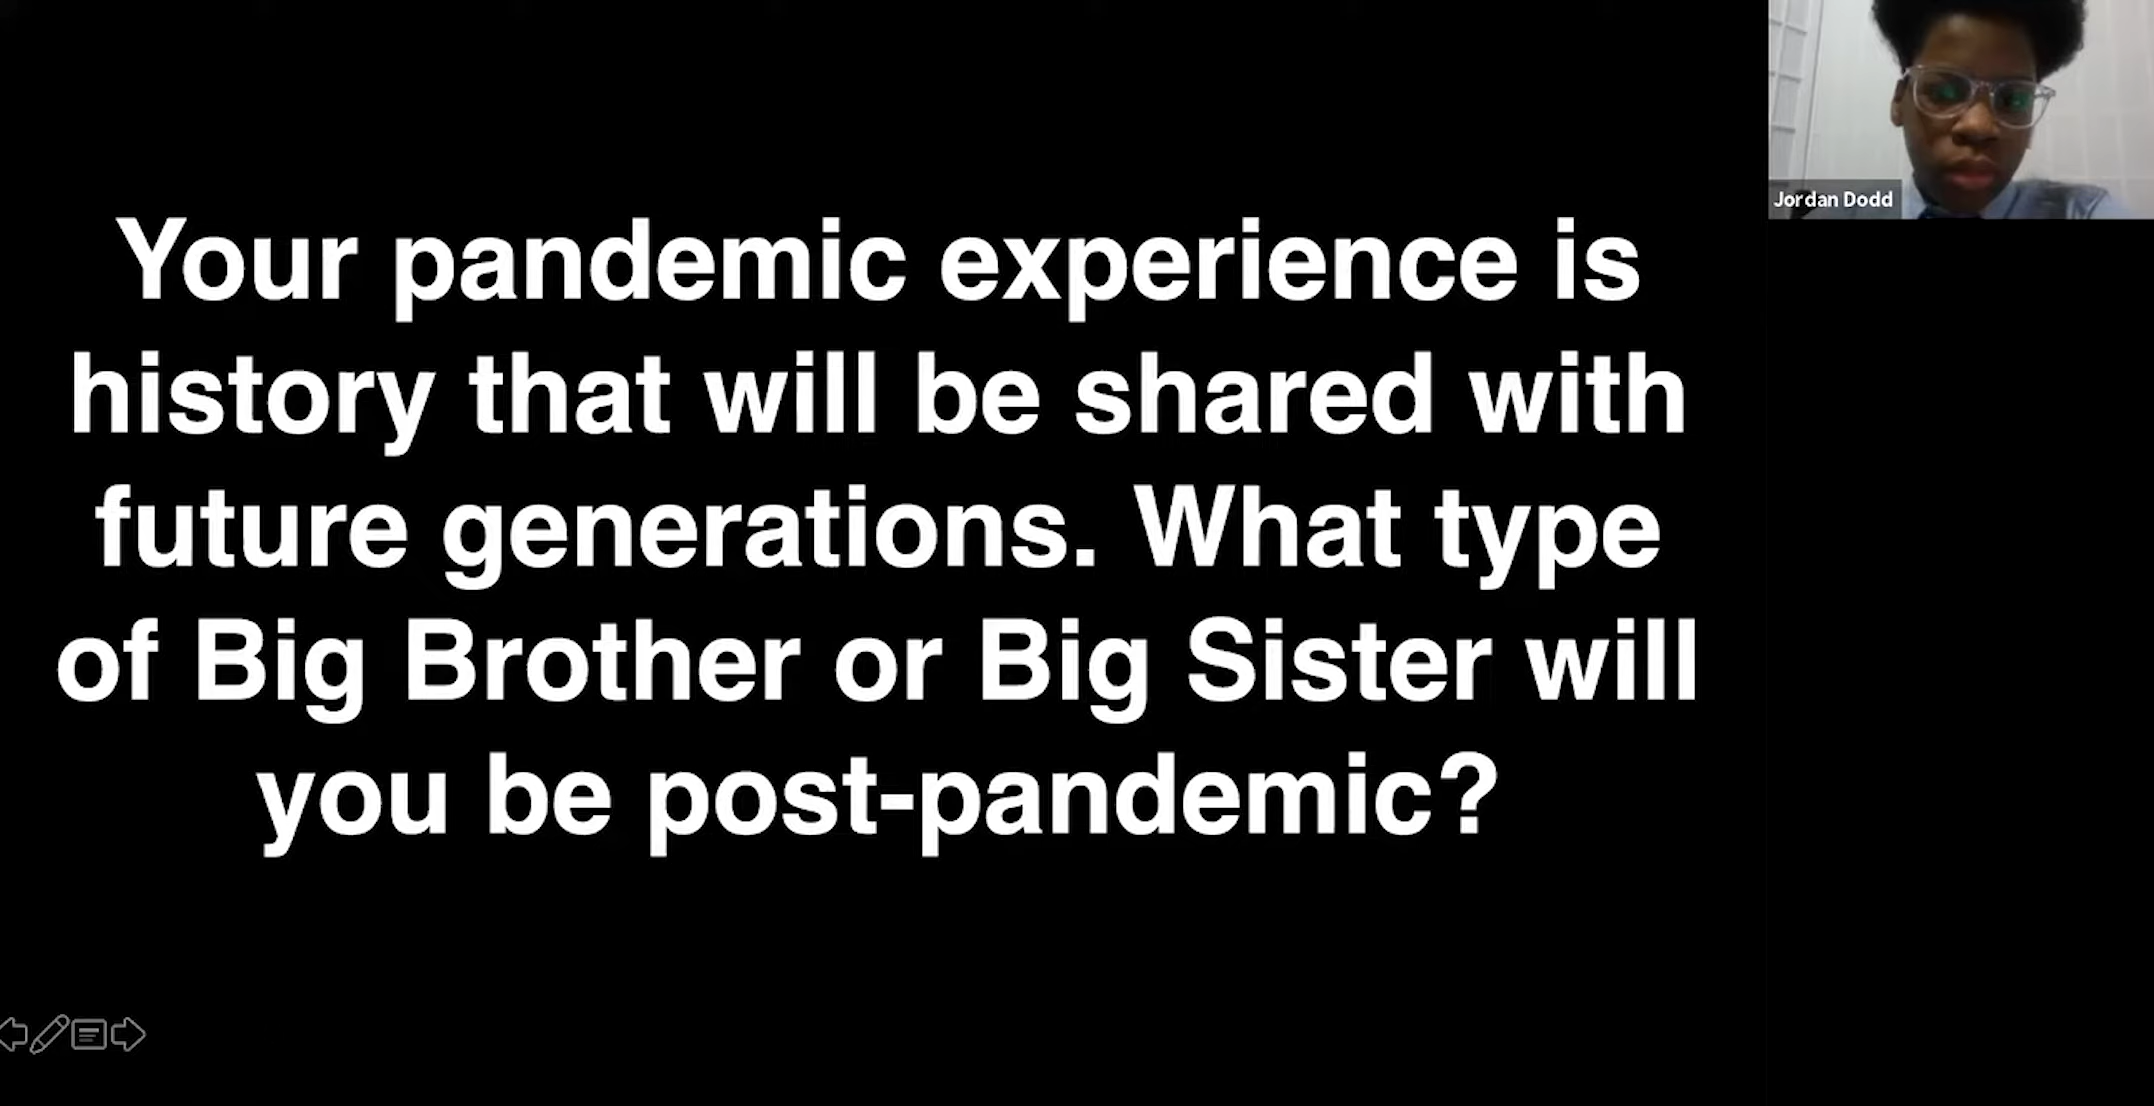 Your pandemic experience is
history that will be shared with
future generations. What type
of Big Brother or Big Sister will
you be post-pandemic?
Jordan Dodd